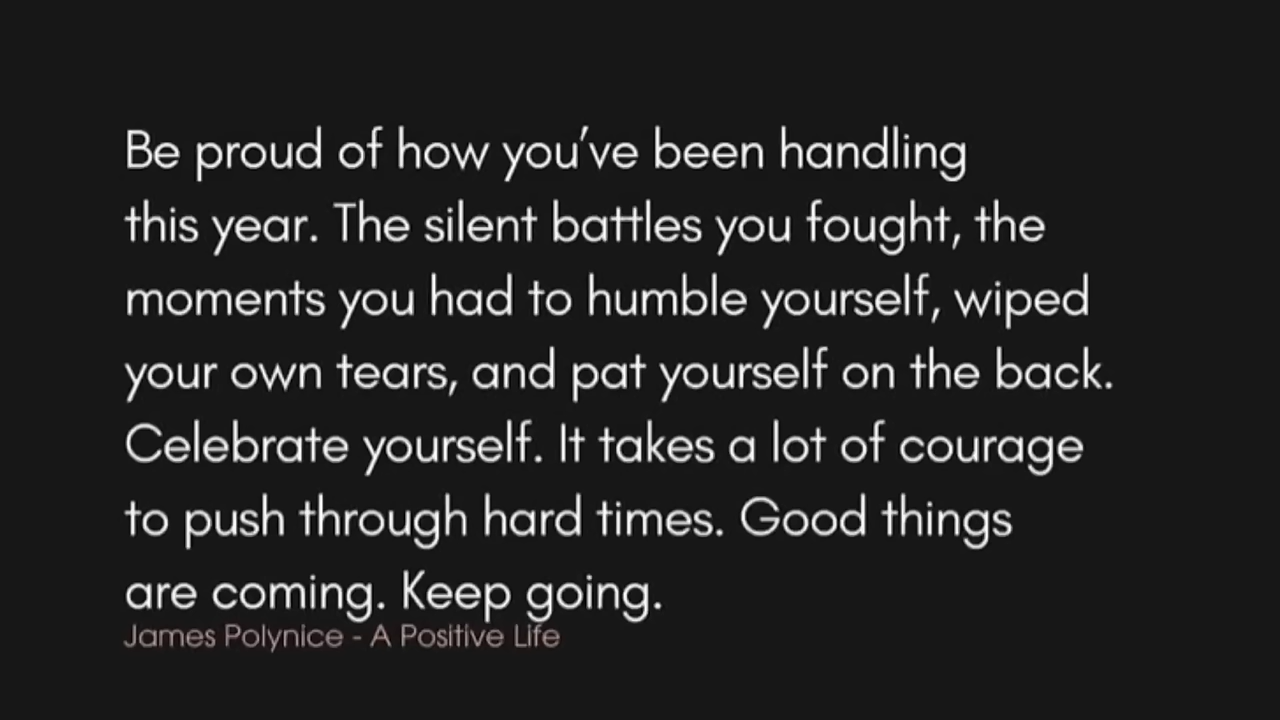 Be proud of how you've been handling
this year. The silent battles you fought, the
moments you had to humble yourself, wiped
your own tears, and pat yourself on the back.
Celebrate yourself. It takes a lot of courage
to push through hard times. Good things
are coming. Keep going.
James Polynice - A Positive Life